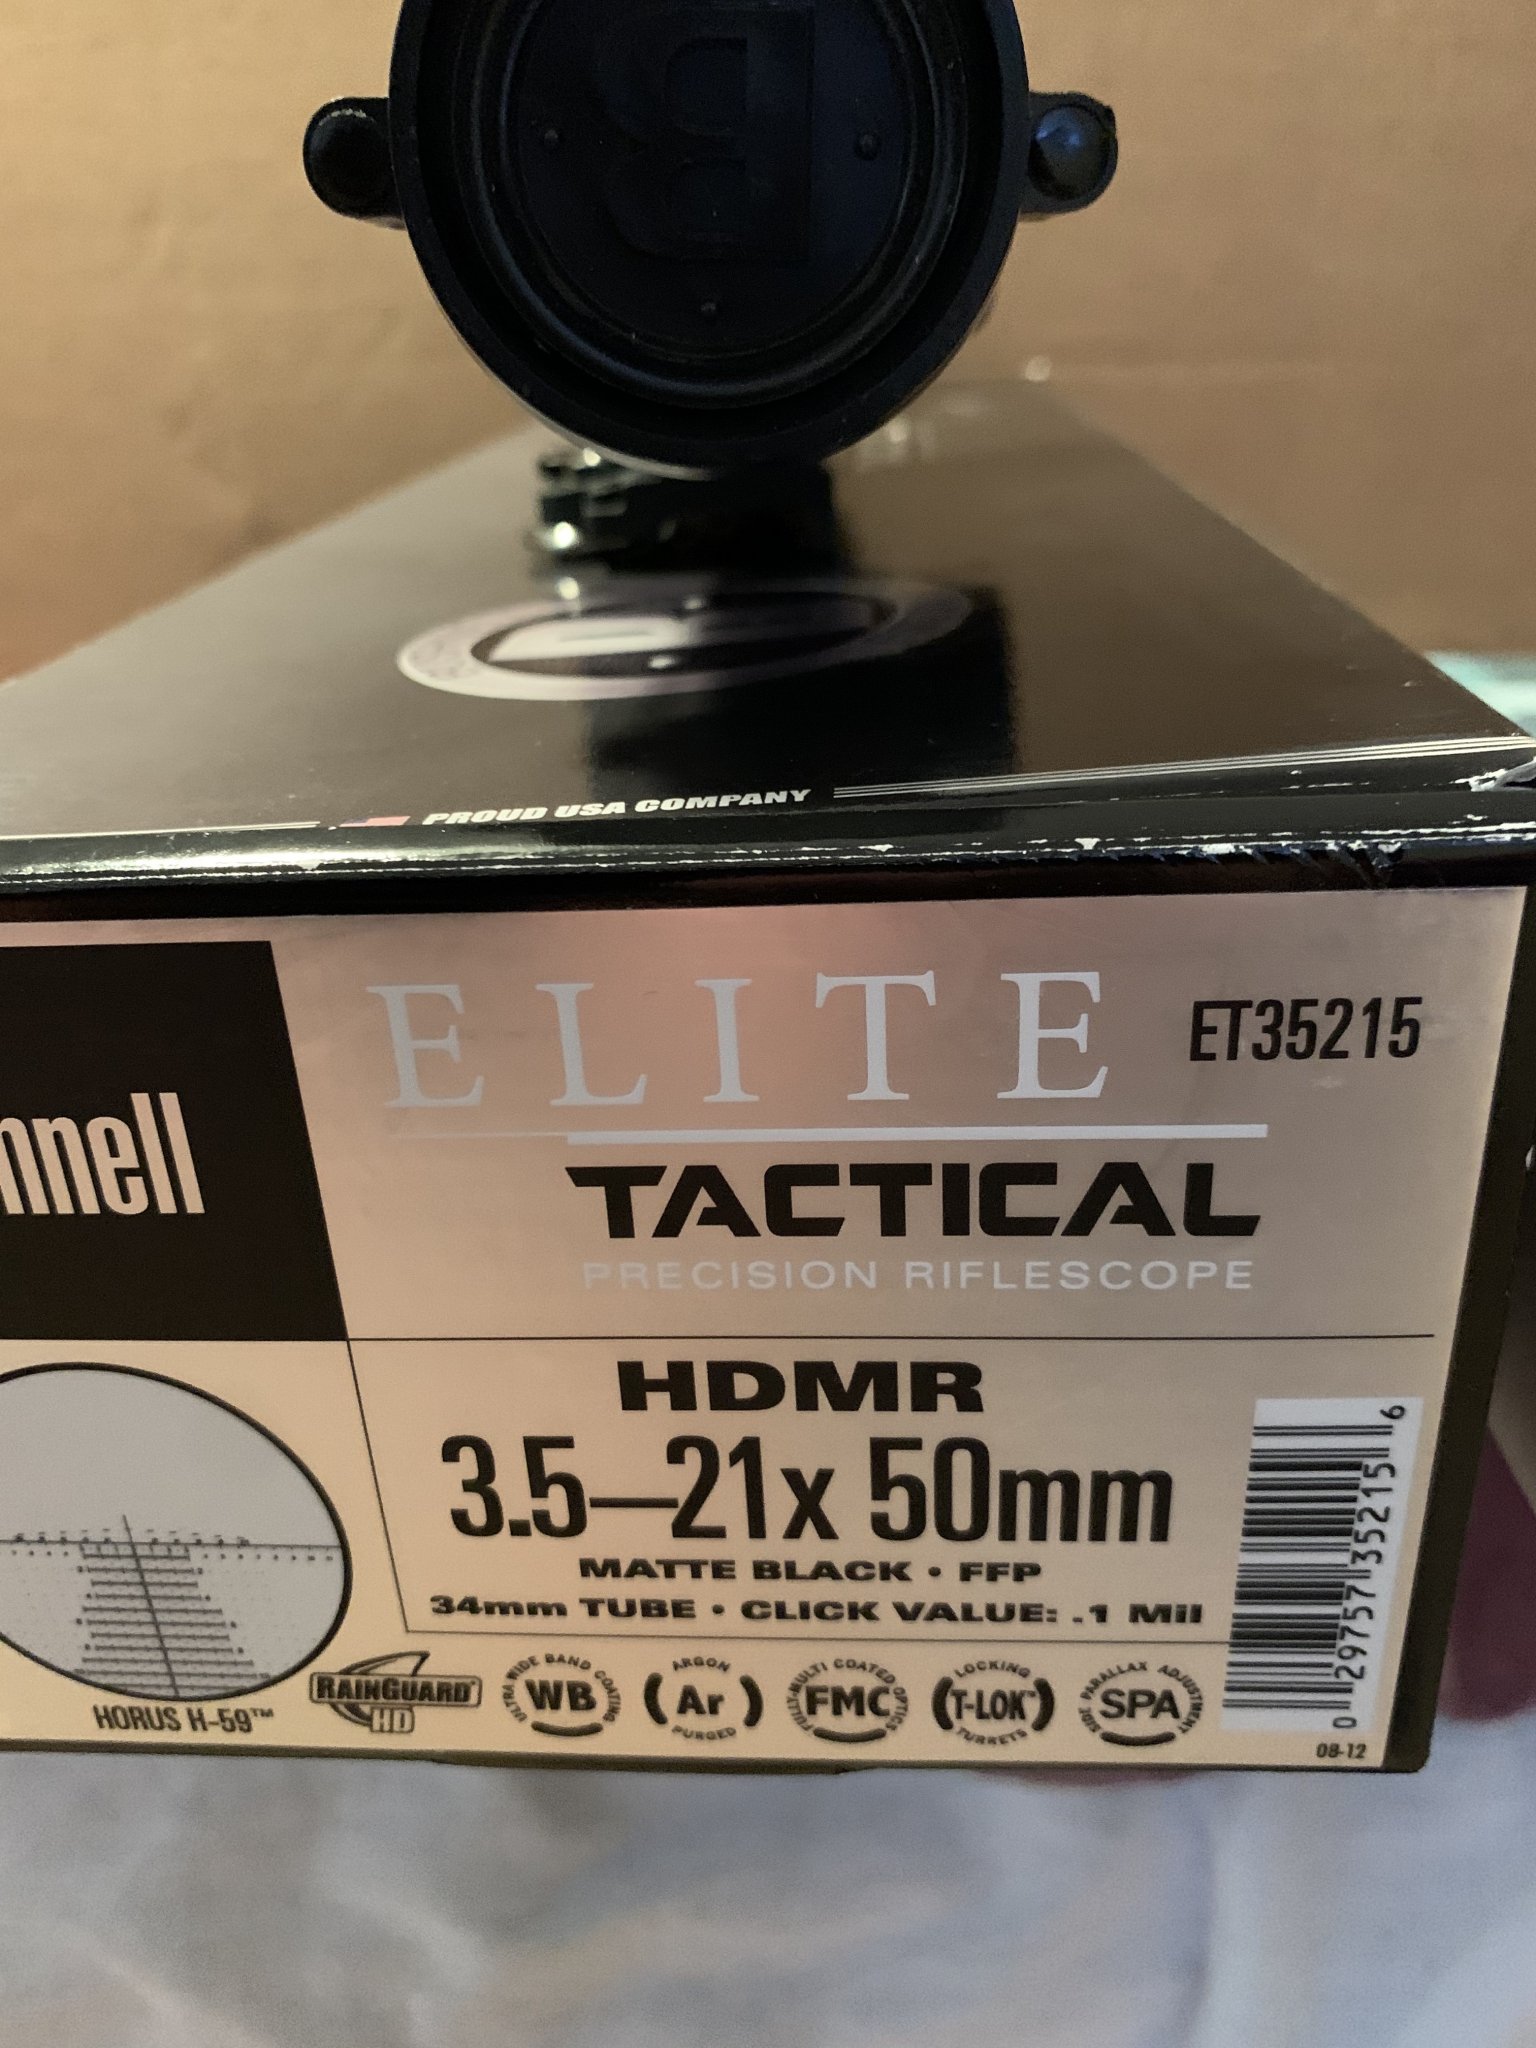 B
PROUD USA COMPANY
nnell
ELITE
ET35215
TACTICAL
PRECISION RIFLESCOPE
HDMR
3.5–21x 50mm
MATTE BLACK • FFP
34mm TUBE • CLICK VALUE: .1 Mil
HORUS H-59™
RAINGUARD HD
ULTRA WIDE BAND COATING
WB
ARGON
Ar
PURGED
FULLY-MULTI COATED OPTICS
FMC
LOCKING
T-LOK™
TURRETS
SIDE PARALLAX ADJUSTMENT
SPA
0 29757 35215 6
08-12